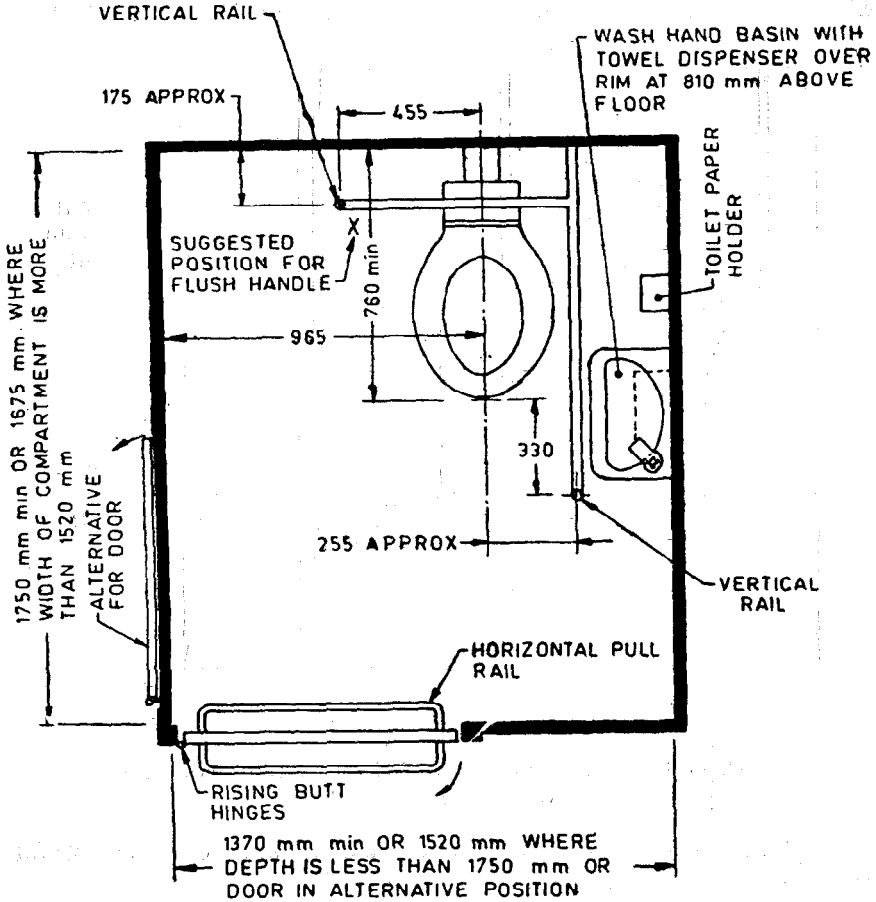 VERTICAL RAIL
WASH HAND BASIN WITH
TOWEL DISPENSER OVER
RIM AT 810 mm ABOVE
FLOOR
175 APPROX
455
TOILET PAPER
HOLDER
X
SUGGESTED
POSITION FOR
FLUSH HANDLE
760 min
965
1750 mm min OR 1675 mm WHERE
WIDTH OF COMPARTMENT IS MORE
THAN 1520 mm
ALTERNATIVE
FOR DOOR
330
255 APPROX
VERTICAL
RAIL
HORIZONTAL PULL
RAIL
RISING BUTT
HINGES
1370 mm min OR 1520 mm WHERE
DEPTH IS LESS THAN 1750 mm OR
DOOR IN ALTERNATIVE POSITION